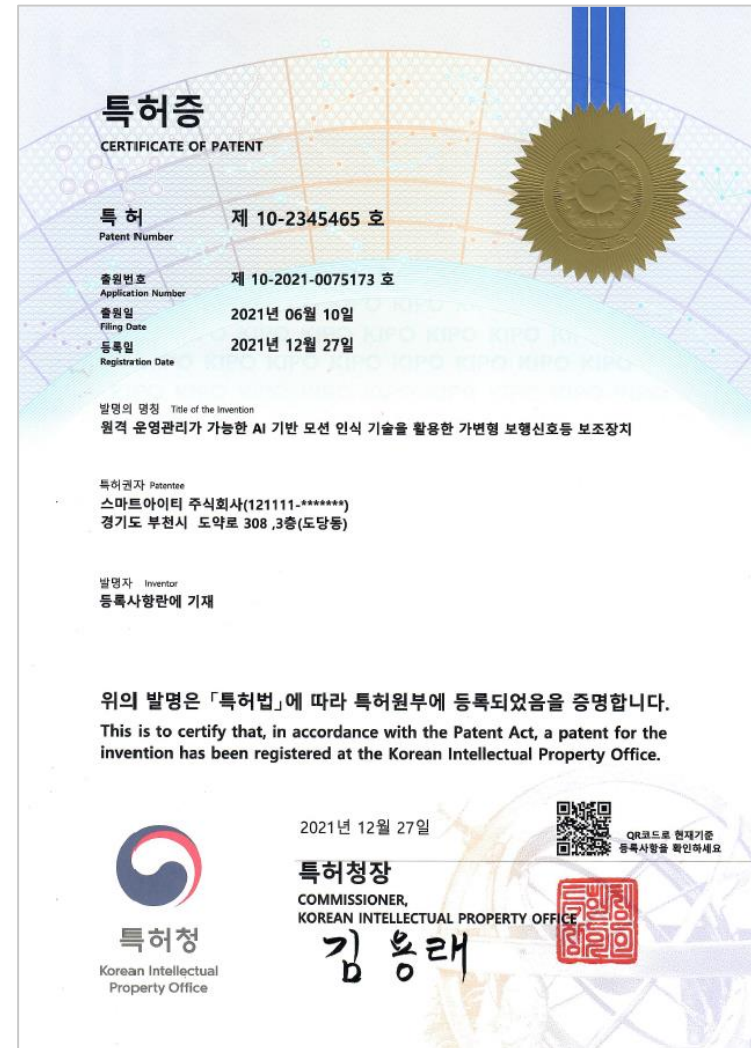 특허증
CERTIFICATE OF PATENT
특 허 제 10-2345465 호
Patent Number
출원번호 제 10-2021-0075173 호
Application Number
출원일 2021년 06월 10일
Filing Date
등록일 2021년 12월 27일
Registration Date
발명의 명칭 Title of the Invention
원격 운영관리가 가능한 AI 기반 모션 인식 기술을 활용한 가변형 보행신호등 보조장치
특허권자 Patentee
스마트아이티 주식회사(121111-*******)
경기도 부천시 도약로 308 ,3층(도당동)
발명자 Inventor
등록사항란에 기재
위의 발명은 「특허법」에 따라 특허원부에 등록되었음을 증명합니다.
This is to certify that, in accordance with the Patent Act, a patent for the
invention has been registered at the Korean Intellectual Property Office.
2021년 12월 27일
QR코드로 현재기준
등록사항을 확인하세요
특허청장
COMMISSIONER,
KOREAN INTELLECTUAL PROPERTY OFFICE
김용래
특허청
Korean Intellectual
Property Office